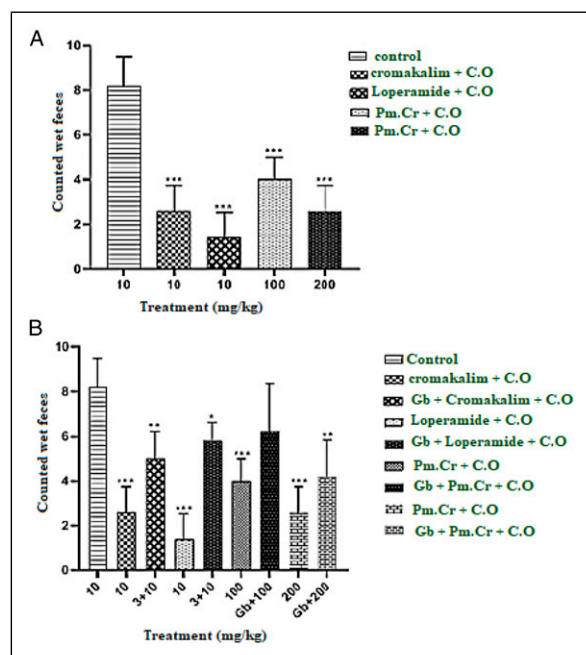 A
10
8
6
4
2
0
Counted wet feces
***
***
***
***
10
10
10
100
200
Treatment (mg/kg)
control
cromakalim + C.O
Loperamide + C.O
Pm.Cr + C.O
Pm.Cr + C.O
B
10
8
6
4
2
0
Counted wet feces
***
**
***
*
***
***
**
10
10
3+10
10
3+10
100
Gb+100
200
Gb+200
Treatment (mg/kg)
Control
cromakalim + C.O
Gb + Cromakalim + C.O
Loperamide + C.O
Gb + Loperamide + C.O
Pm.Cr + C.O
Gb + Pm.Cr + C.O
Pm.Cr + C.O
Gb + Pm.Cr + C.O